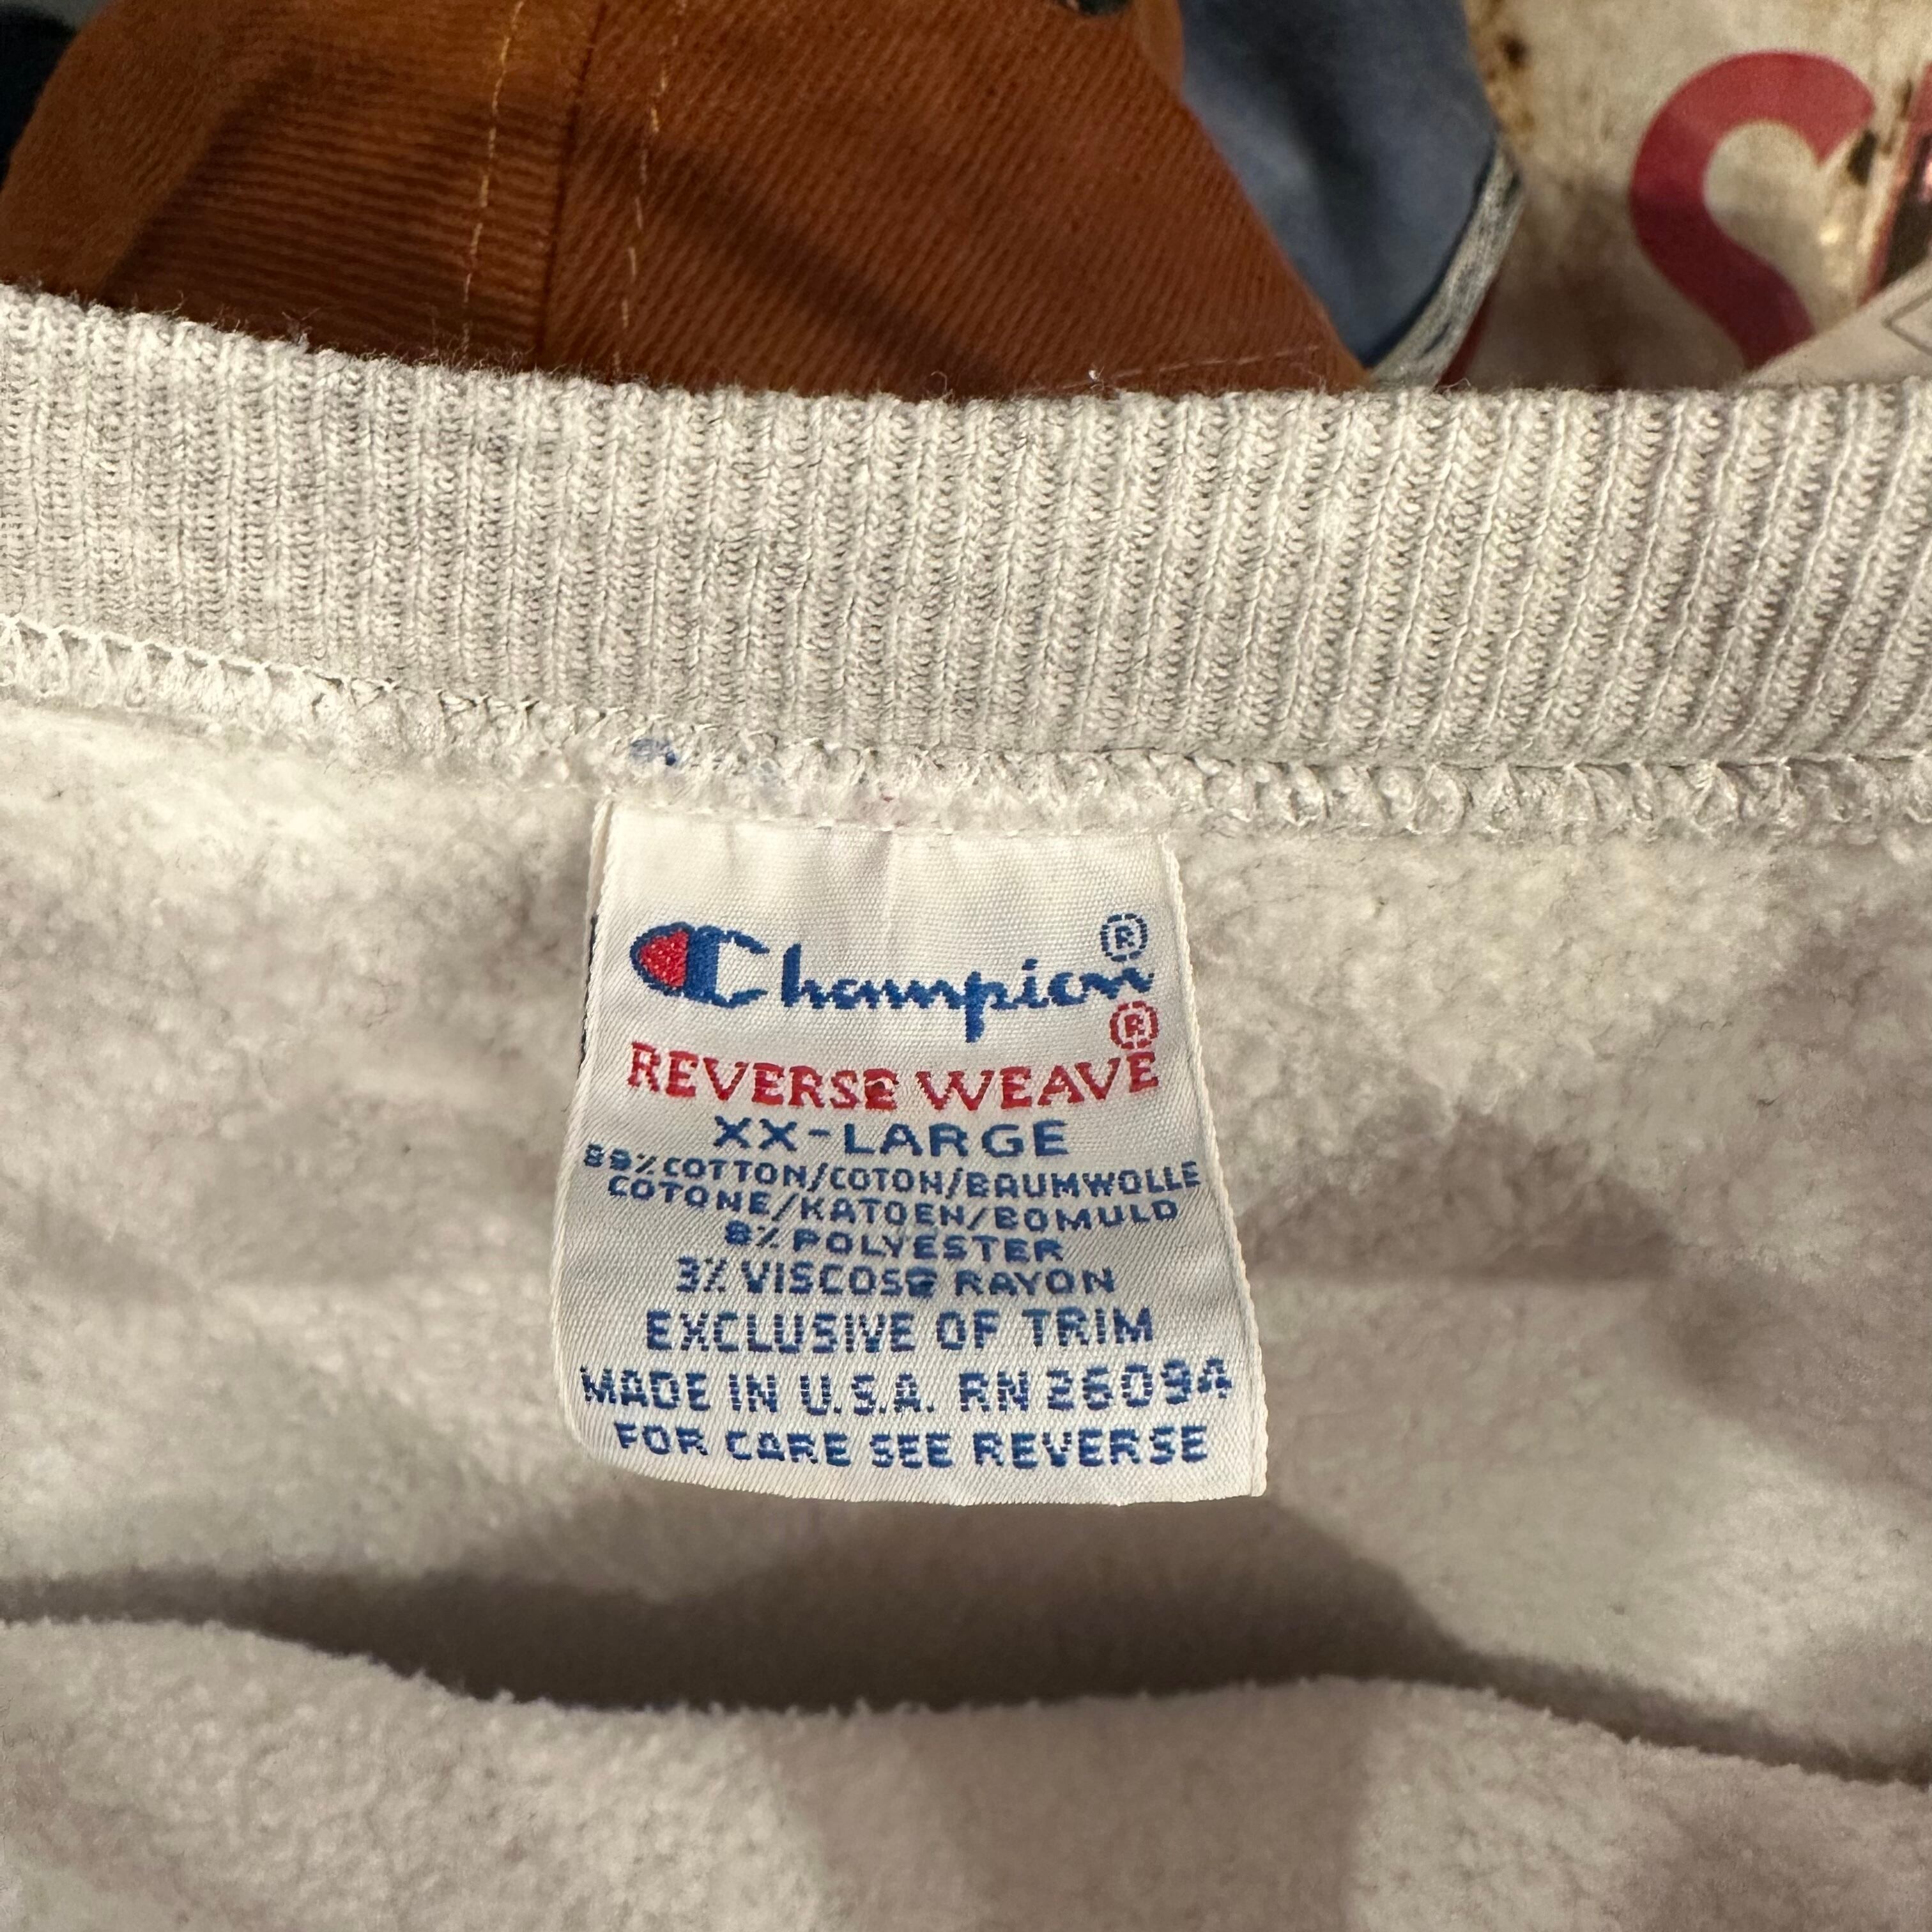 S
Champion®
REVERSE WEAVE®
XX-LARGE
89% COTTON/COTON/BAUMWOLLE
COTONE/KATOEN/BOMULD
8% POLYESTER
3% VISCOSE RAYON
EXCLUSIVE OF TRIM
MADE IN U.S.A. RN 26094
FOR CARE SEE REVERSE